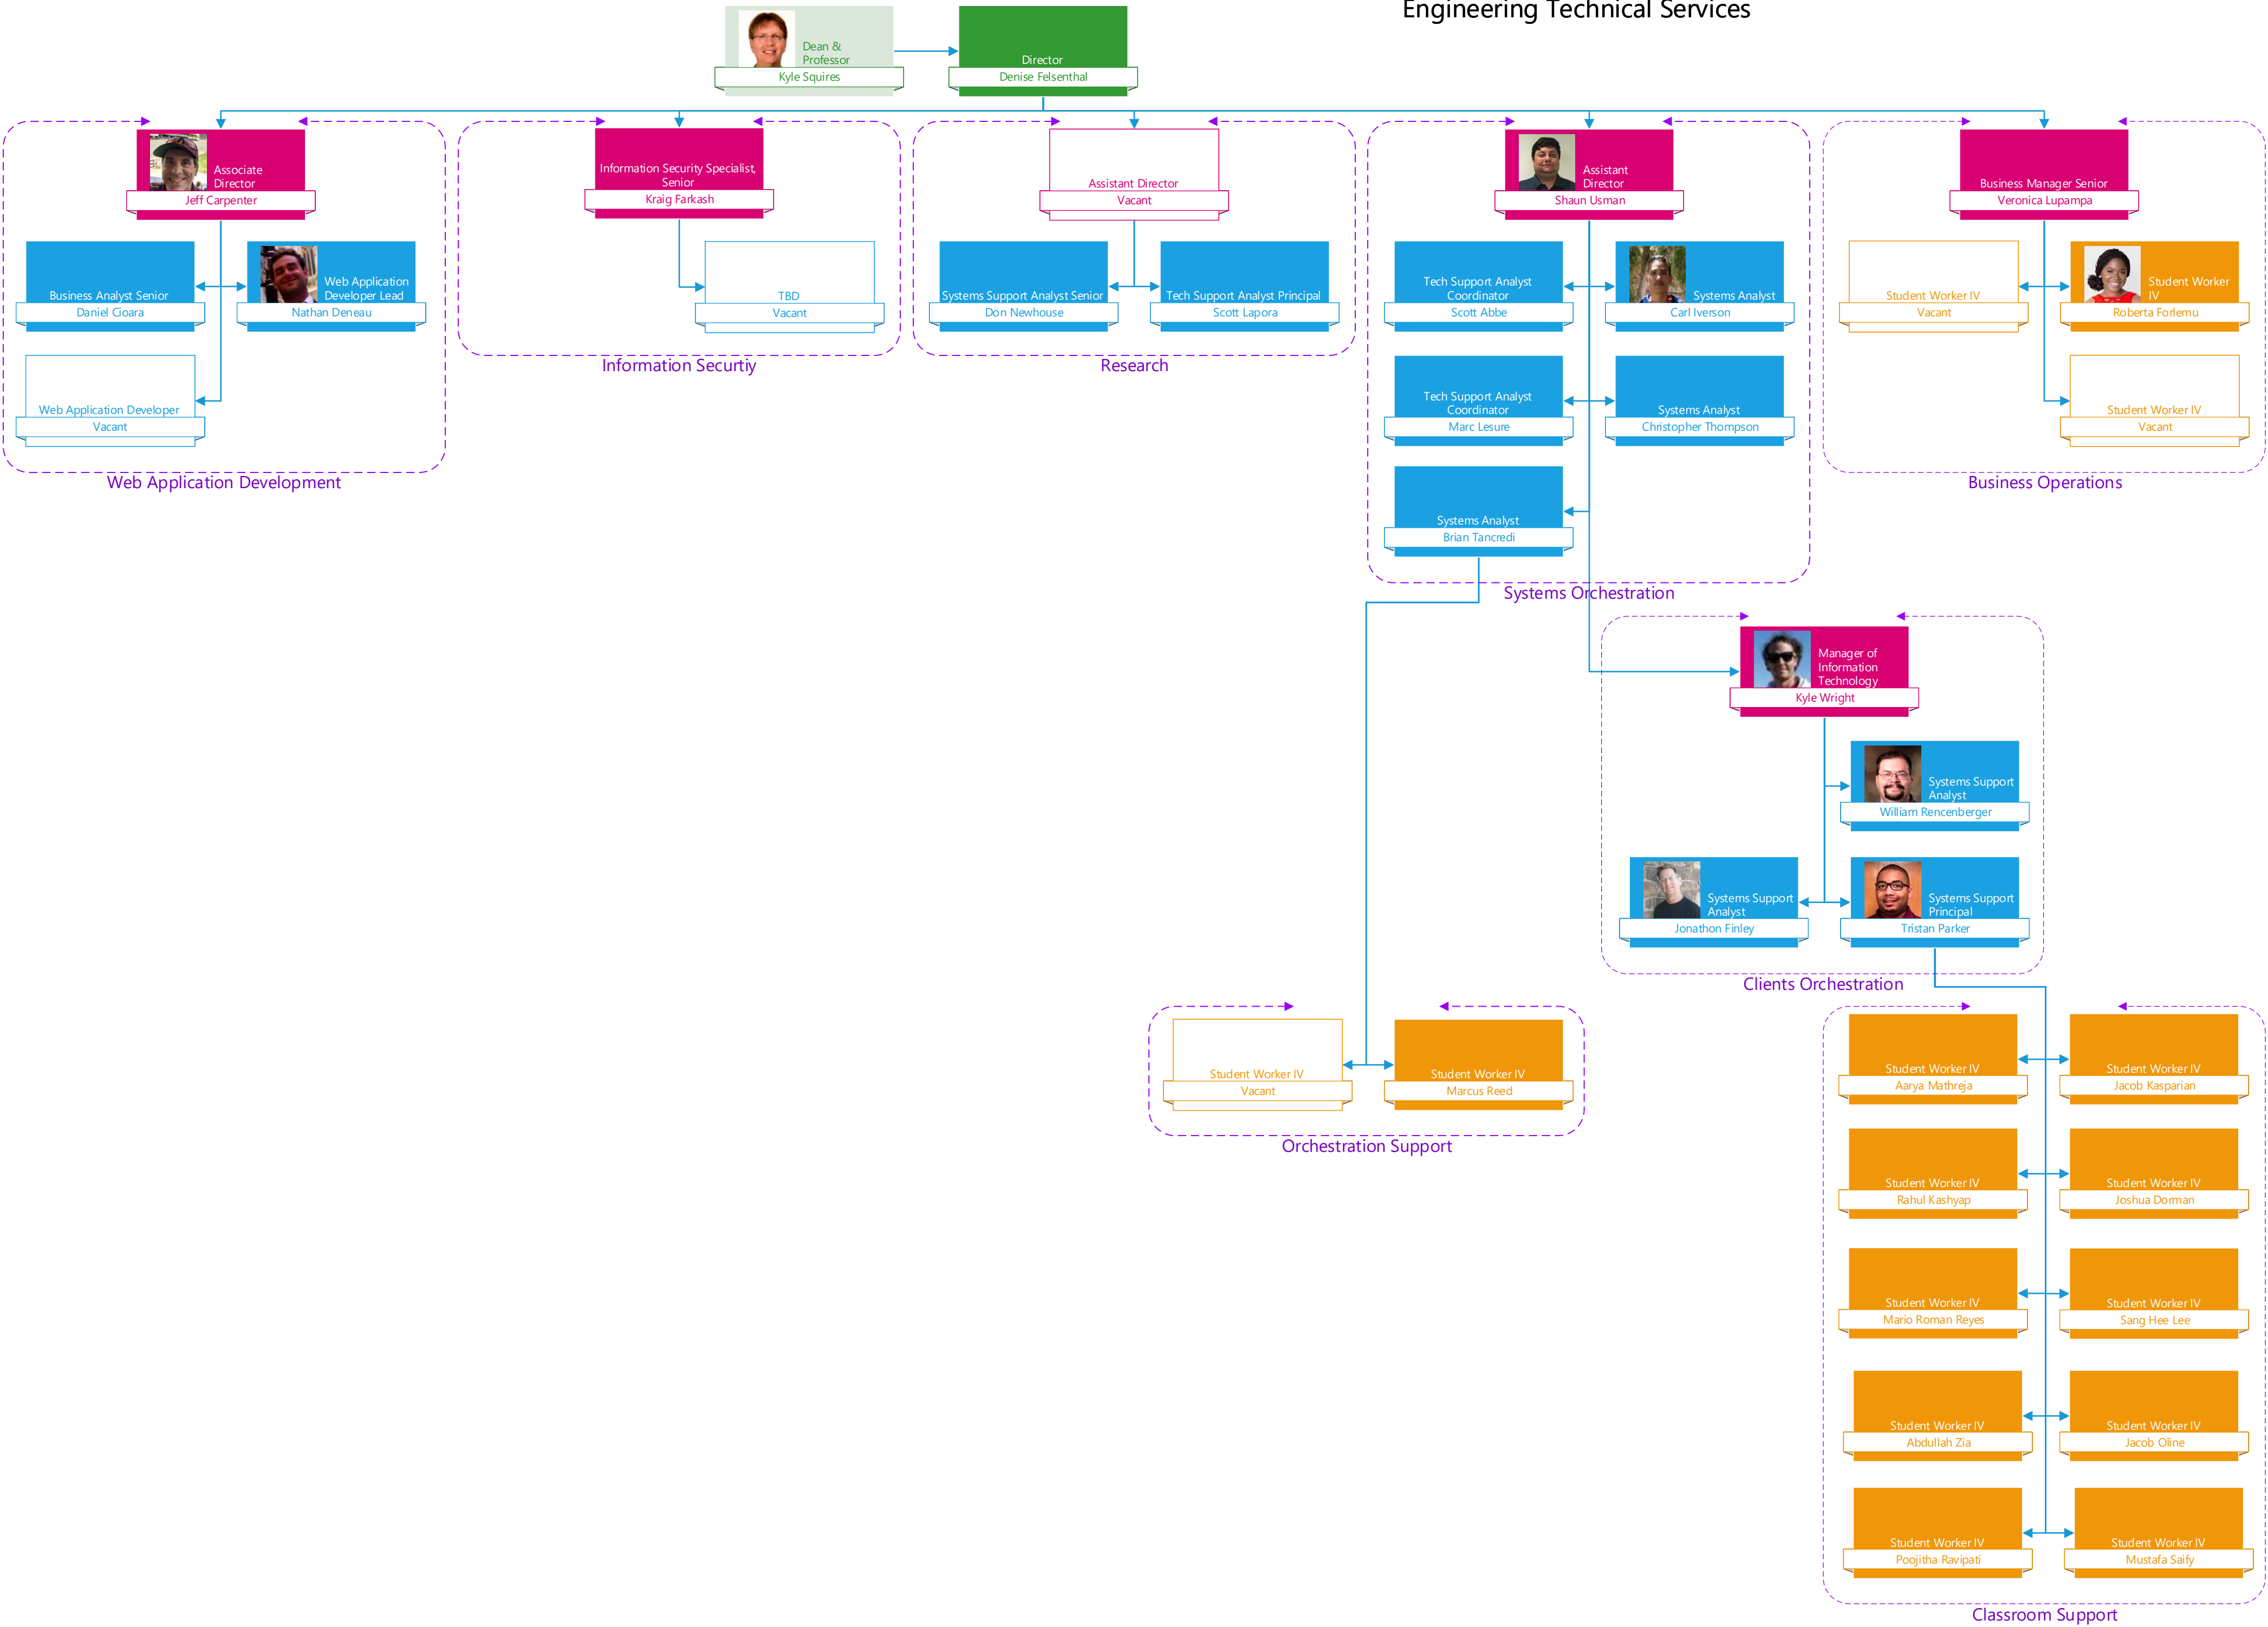 Engineering Technical Services
Dean &
Professor
Kyle Squires
Director
Denise Felsenthal
Associate
Director
Jeff Carpenter
Business Analyst Senior
Daniel Cioara
Web Application
Developer Lead
Nathan Deneau
Web Application Developer
Vacant
Web Application Development
Information Security Specialist,
Senior
Kraig Farkash
TBD
Vacant
Information Securtiy
Assistant Director
Vacant
Systems Support Analyst Senior
Don Newhouse
Tech Support Analyst Principal
Scott Lapora
Research
Assistant
Director
Shaun Usman
Tech Support Analyst
Coordinator
Scott Abbe
Systems Analyst
Carl Iverson
Tech Support Analyst
Coordinator
Marc Lesure
Systems Analyst
Christopher Thompson
Systems Analyst
Brian Tancredi
Systems Orchestration
Business Manager Senior
Veronica Lupampa
Student Worker IV
Vacant
Student Worker
IV
Roberta Forlemu
Student Worker IV
Vacant
Business Operations
Manager of
Information
Technology
Kyle Wright
Systems Support
Analyst
William Rencenberger
Systems Support
Analyst
Jonathon Finley
Systems Support
Principal
Tristan Parker
Clients Orchestration
Student Worker IV
Vacant
Student Worker IV
Marcus Reed
Orchestration Support
Student Worker IV
Aarya Mathreja
Student Worker IV
Jacob Kasparian
Student Worker IV
Rahul Kashyap
Student Worker IV
Joshua Dorman
Student Worker IV
Mario Roman Reyes
Student Worker IV
Sang Hee Lee
Student Worker IV
Abdullah Zia
Student Worker IV
Jacob Oline
Student Worker IV
Poojitha Ravipati
Student Worker IV
Mustafa Saify
Classroom Support